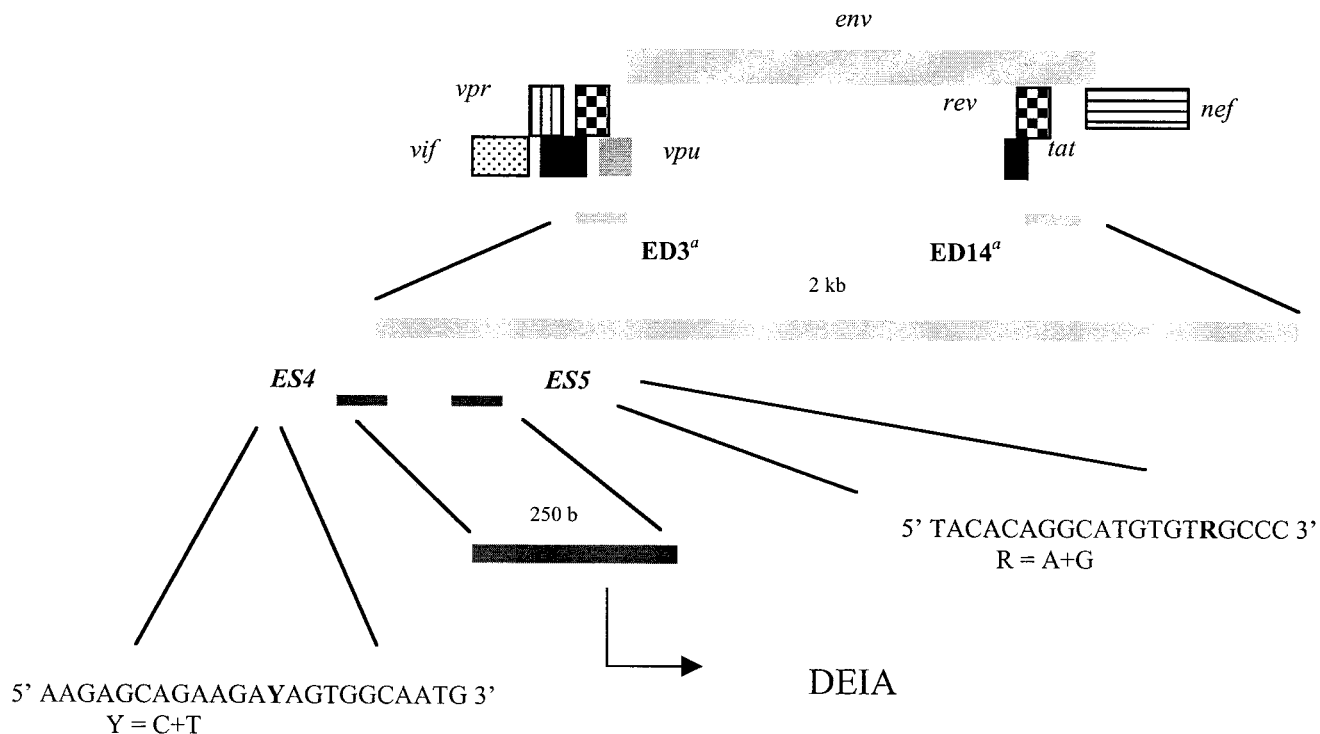 env
vpr
rev
nef
vif
vpu
tat
ED3ᵃ
ED14ᵃ
2 kb
ES4
ES5
250 b
5’ TACACAGGCATGTGTRGCCC 3’
R = A+G
DEIA
5’ AAGAGCAGAAGAYAGTGGCAATG 3’
Y = C+T